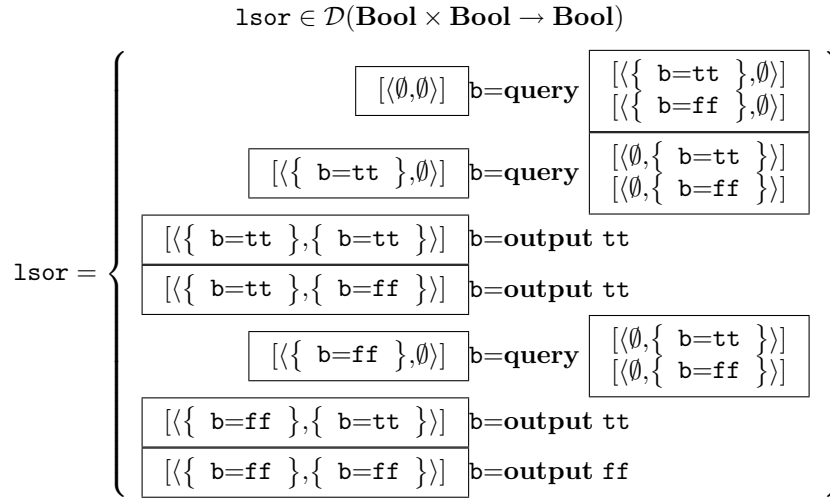 lsor ∈ 𝒟(Bool × Bool → Bool)
[⟨∅,∅⟩] b=query [⟨{ b=tt },∅⟩]
[⟨{ b=ff },∅⟩]
[⟨{ b=tt },∅⟩] b=query [⟨∅,{ b=tt }⟩]
[⟨∅,{ b=ff }⟩]
[⟨{ b=tt },{ b=tt }⟩] b=output tt
lsor = [⟨{ b=tt },{ b=ff }⟩] b=output tt
[⟨{ b=ff },∅⟩] b=query [⟨∅,{ b=tt }⟩]
[⟨∅,{ b=ff }⟩]
[⟨{ b=ff },{ b=tt }⟩] b=output tt
[⟨{ b=ff },{ b=ff }⟩] b=output ff